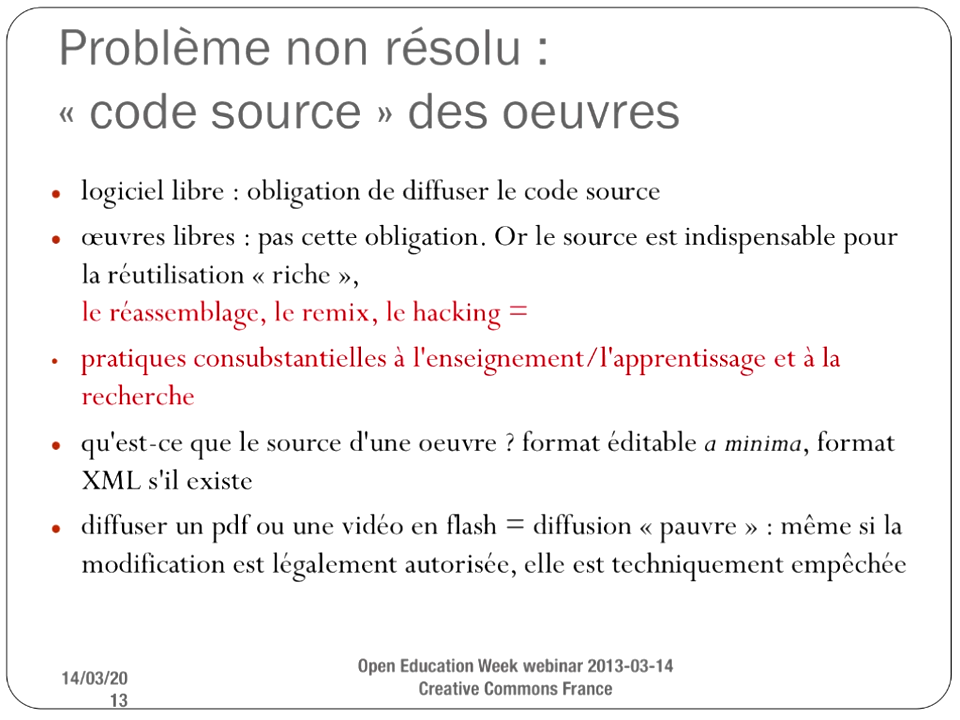 Problème non résolu :
« code source » des oeuvres
logiciel libre : obligation de diffuser le code source
œuvres libres : pas cette obligation. Or le source est indispensable pour
la réutilisation « riche »,
le réassemblage, le remix, le hacking =
pratiques consubstantielles à l'enseignement/l'apprentissage et à la
recherche
qu'est-ce que le source d'une oeuvre ? format éditable a minima, format
XML s'il existe
diffuser un pdf ou une vidéo en flash = diffusion « pauvre » : même si la
modification est légalement autorisée, elle est techniquement empêchée
14/03/20
13
Open Education Week webinar 2013-03-14
Creative Commons France